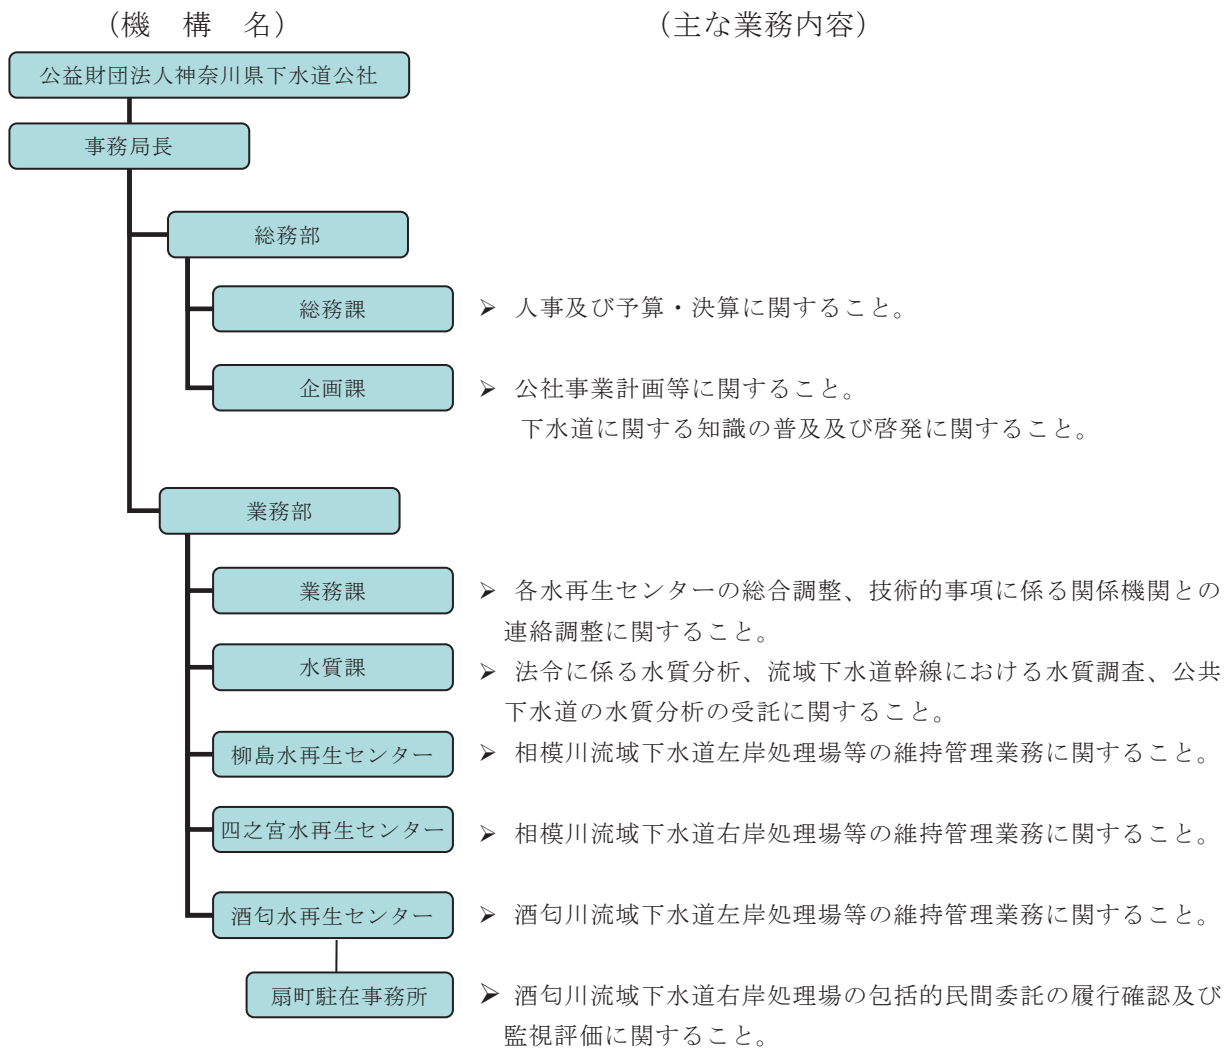 （機　構　名）
（主な業務内容）
公益財団法人神奈川県下水道公社
事務局長
総務部
総務課
➢ 人事及び予算・決算に関すること。
企画課
➢ 公社事業計画等に関すること。
下水道に関する知識の普及及び啓発に関すること。
業務部
業務課
➢ 各水再生センターの総合調整、技術的事項に係る関係機関との
連絡調整に関すること。
水質課
➢ 法令に係る水質分析、流域下水道幹線における水質調査、公共
下水道の水質分析の受託に関すること。
柳島水再生センター
➢ 相模川流域下水道左岸処理場等の維持管理業務に関すること。
四之宮水再生センター
➢ 相模川流域下水道右岸処理場等の維持管理業務に関すること。
酒匂水再生センター
➢ 酒匂川流域下水道左岸処理場等の維持管理業務に関すること。
扇町駐在事務所
➢ 酒匂川流域下水道右岸処理場の包括的民間委託の履行確認及び
監視評価に関すること。